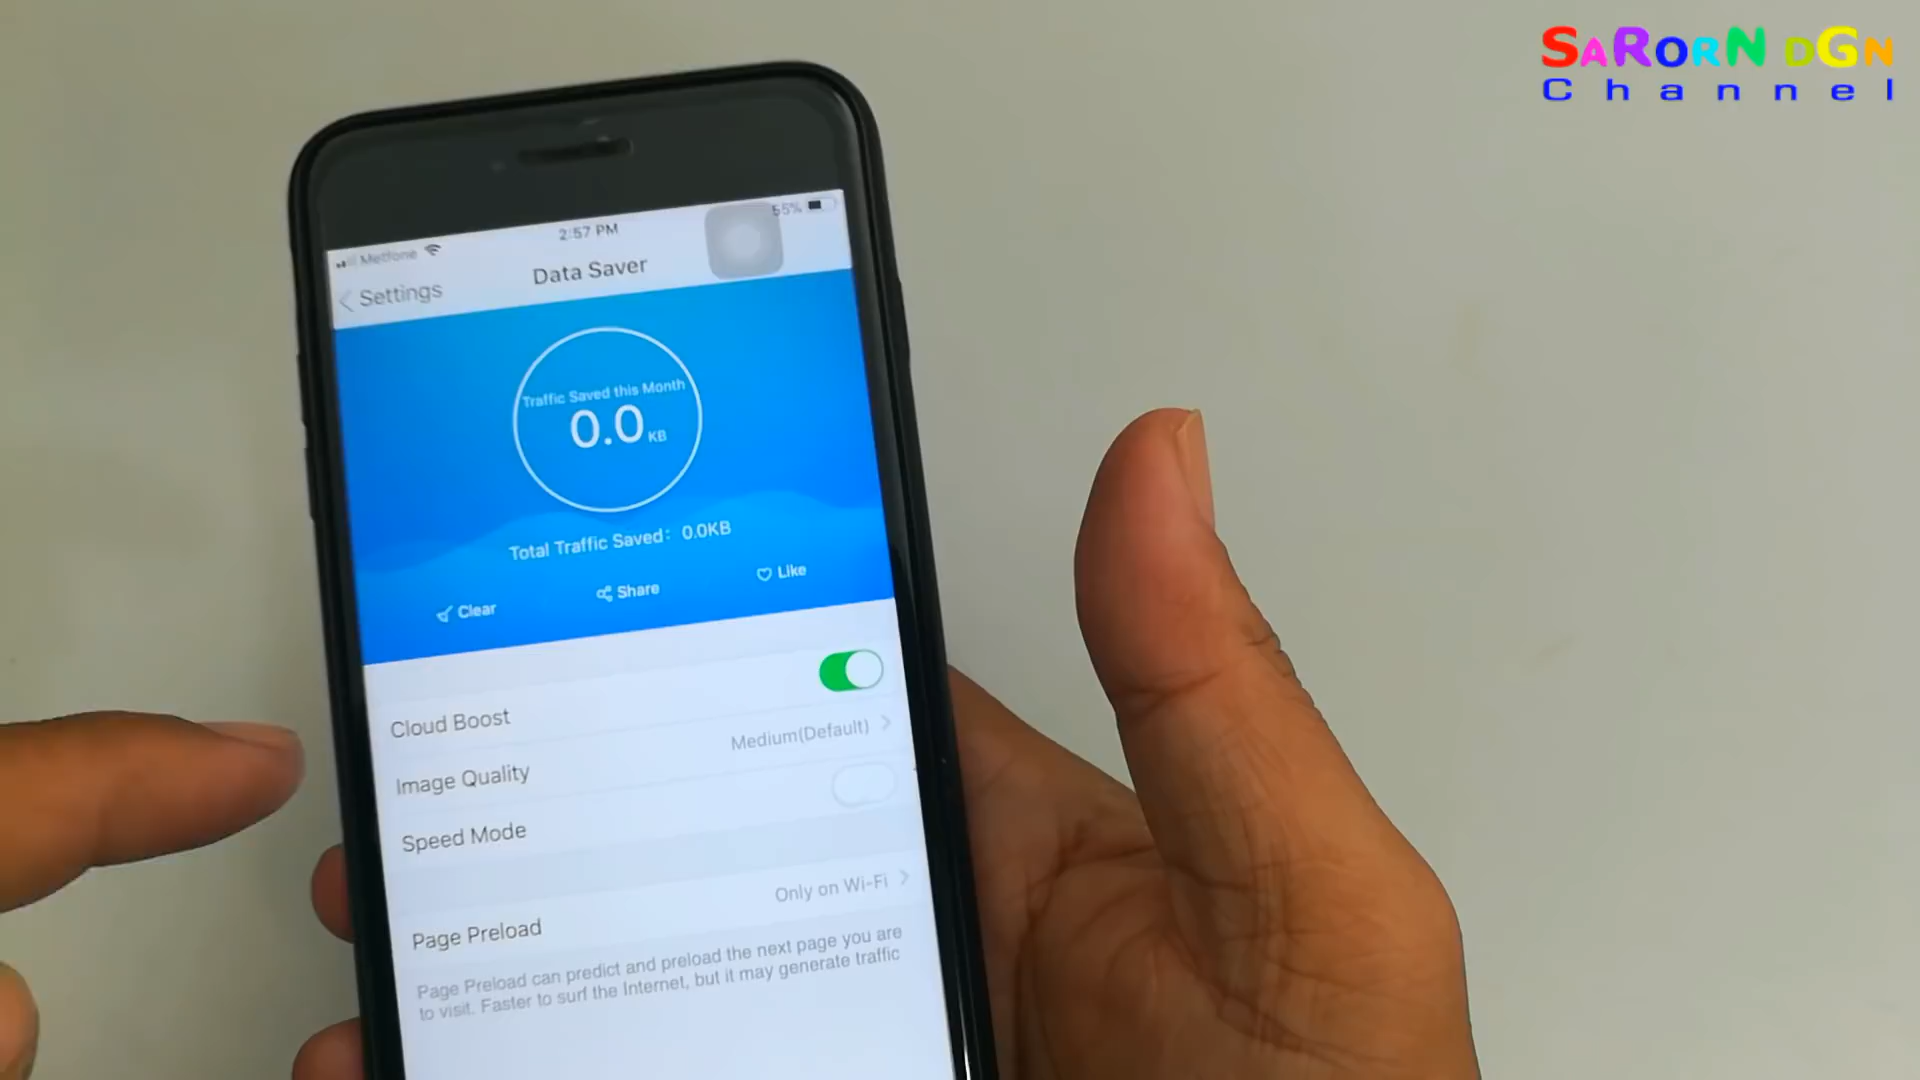 SARORN DGN
Channel
Metfone
2:57 PM
55%
Settings
Data Saver
Traffic Saved this Month
0.0 KB
Total Traffic Saved: 0.0KB
Clear
Share
Like
Cloud Boost
Image Quality
Medium(Default)
Speed Mode
Page Preload
Only on Wi-Fi
Page Preload can predict and preload the next page you are
to visit. Faster to surf the Internet, but it may generate traffic